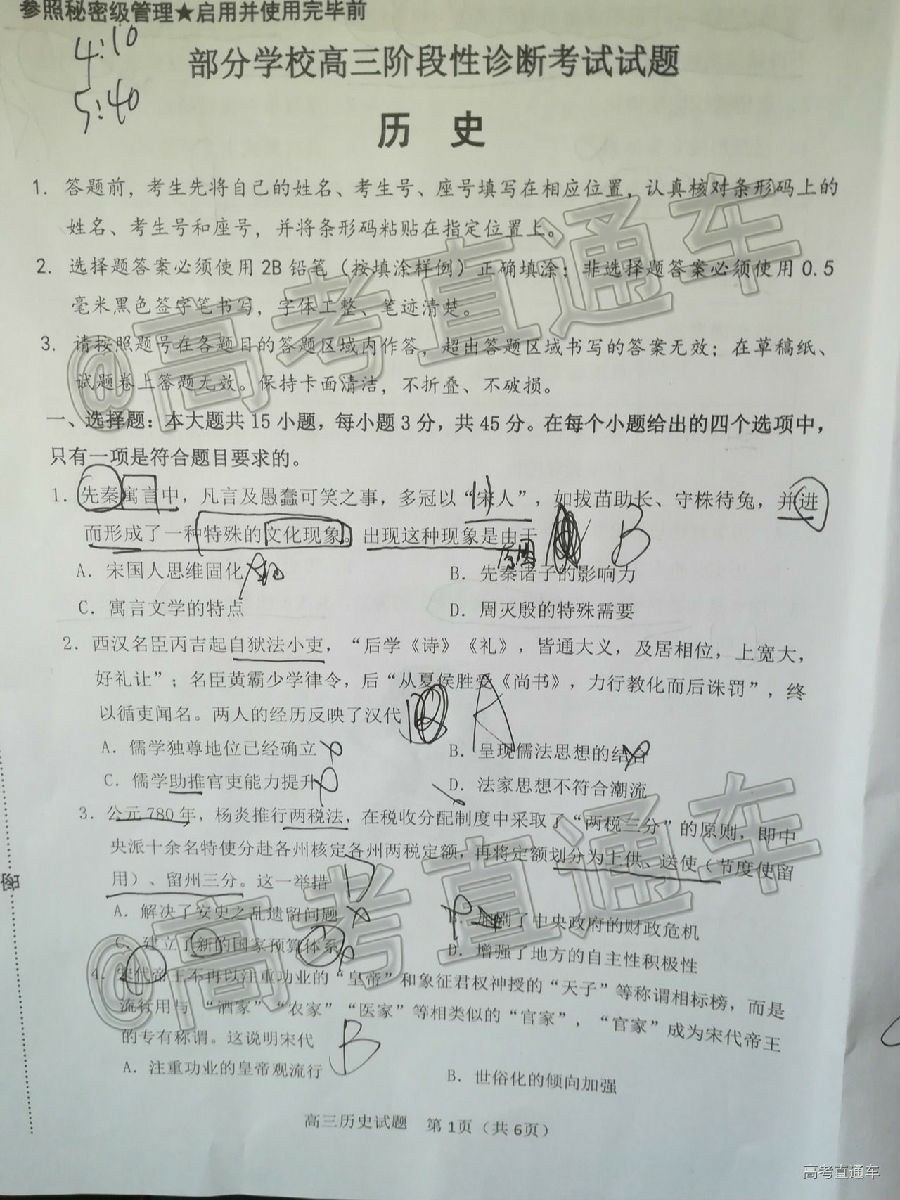 参照秘密级管理★启用并使用完毕前
4:10
5:40
部分学校高三阶段性诊断考试试题
历 史
1. 答题前,考生先将自己的姓名、考生号、座号填写在相应位置,认真核对条形码上的
姓名、考生号和座号,并将条形码粘贴在指定位置上。
2. 选择题答案必须使用 2B 铅笔(按填涂样例)正确填涂;非选择题答案必须使用 0.5
毫米黑色签字笔书写,字体工整、笔迹清楚。
3. 请按照题号在各题目的答题区域内作答,超出答题区域书写的答案无效;在草稿纸、
试题卷上答题无效。保持卡面清洁,不折叠、不破损。
@高考直通车
一、选择题:本大题共 15 小题,每小题 3 分,共 45 分。在每个小题给出的四个选项中,
只有一项是符合题目要求的。
1. 先秦寓言中,凡言及愚蠢可笑之事,多冠以“宋人”,如拔苗助长、守株待兔,并进
而形成了一种特殊的文化现象。出现这种现象是由于
B
A. 宋国人思维固化
B. 先秦诸子的影响力
C. 寓言文学的特点
D. 周灭殷的特殊需要
2. 西汉名臣丙吉起自狱法小吏,“后学《诗》《礼》,皆通大义,及居相位,上宽大,
好礼让”;名臣黄霸少学律令,后“从夏侯胜受《尚书》,力行教化而后诛罚”,终
以循吏闻名。两人的经历反映了汉代
A. 儒学独尊地位已经确立
B. 呈现儒法思想的结合
C. 儒学助推官吏能力提升
D. 法家思想不符合潮流
3. 公元 780 年,杨炎推行两税法,在税收分配制度中采取了“两税三分”的原则,即中
央派十余名特使分赴各州核定各州两税定额,再将定额划分为上供、送使(节度使留
用)、留州三分。这一举措
A. 解决了安史之乱遗留问题
B. 加剧了中央政府的财政危机
C. 建立了新的国家预算体系
D. 增强了地方的自主性积极性
@高考直通车
4. 宋代帝王不再以注重功业的“皇帝”和象征君权神授的“天子”等称谓相标榜,而是
流行用与 “酒家”“农家”“医家”等相类似的“官家”,“官家”成为宋代帝王
的专有称谓。这说明宋代
B
A. 注重功业的皇帝观流行
B. 世俗化的倾向加强
高三历史试题 第 1页(共 6页)
密
高考直通车